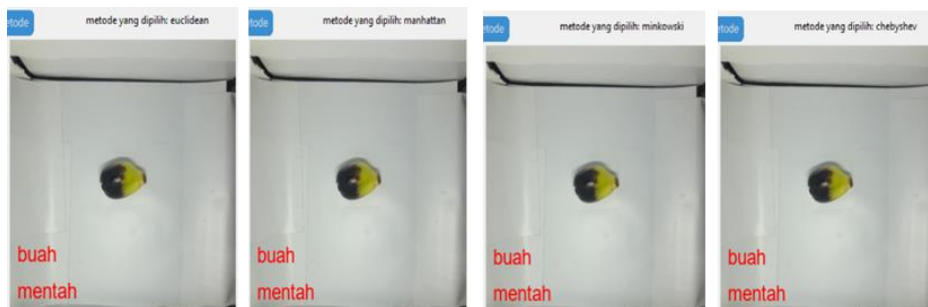 etode metode yang dipilih: euclidean
buah
mentah
etode metode yang dipilih: manhattan
buah
mentah
etode metode yang dipilih: minkowski
buah
mentah
etode metode yang dipilih: chebyshev
buah
mentah